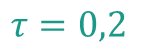 τ = 0,2